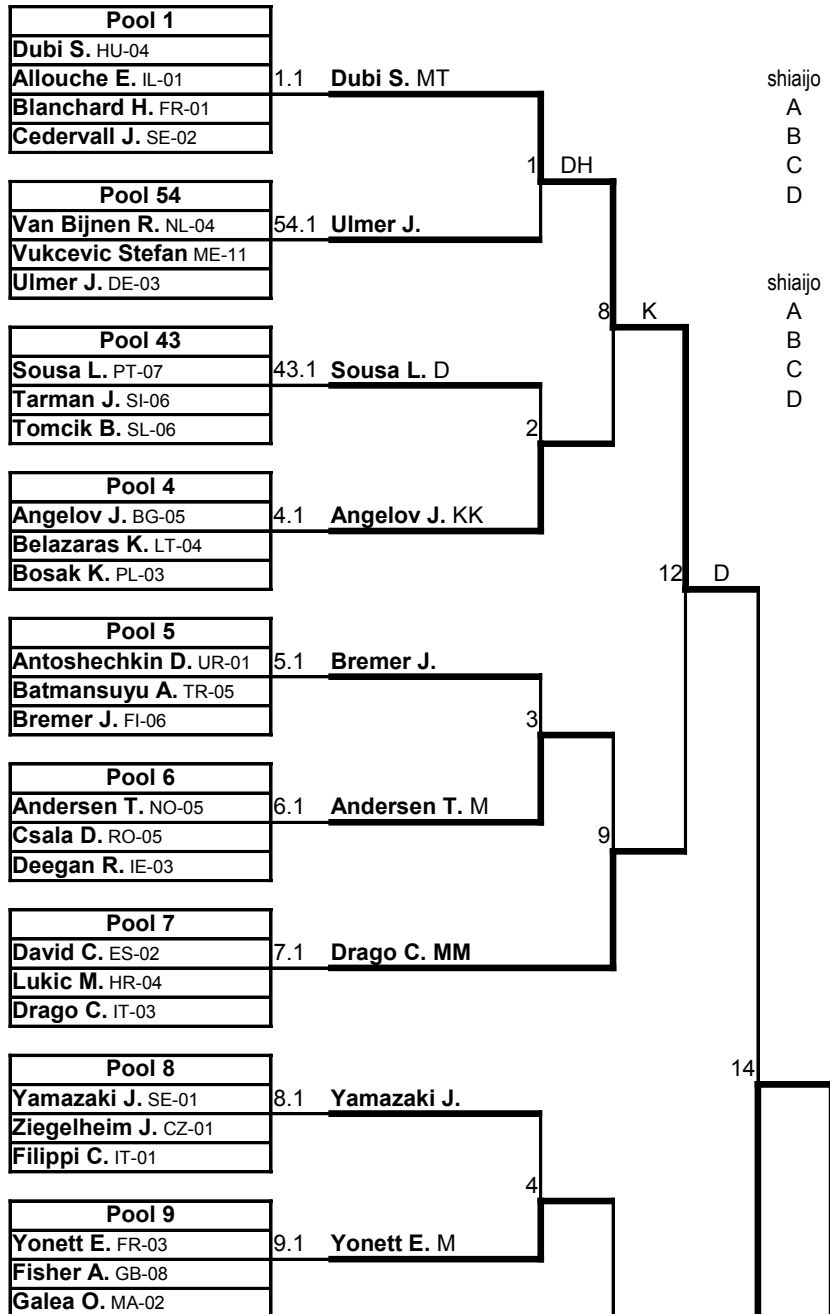 Pool 1
Dubi S. HU-04
Allouche E. IL-01 1.1 Dubi S. MT shiaijo
Blanchard H. FR-01 A
Cedervall J. SE-02 B
1 DH C
Pool 54 D
Van Bijnen R. NL-04 54.1 Ulmer J.
Vukcevic Stefan ME-11
Ulmer J. DE-03 shiaijo
8 K A
Pool 43 B
Sousa L. PT-07 43.1 Sousa L. D C
Tarman J. SI-06 D
Tomcik B. SL-06 2
Pool 4
Angelov J. BG-05 4.1 Angelov J. KK
Belazaras K. LT-04
Bosak K. PL-03 12 D
Pool 5
Antoshechkin D. UR-01 5.1 Bremer J.
Batmansuyu A. TR-05
Bremer J. FI-06 3
Pool 6
Andersen T. NO-05 6.1 Andersen T. M
Csala D. RO-05 9
Deegan R. IE-03
Pool 7
David C. ES-02 7.1 Drago C. MM
Lukic M. HR-04
Drago C. IT-03
Pool 8 14
Yamazaki J. SE-01 8.1 Yamazaki J.
Ziegelheim J. CZ-01
Filippi C. IT-01
4
Pool 9
Yonett E. FR-03 9.1 Yonett E. M
Fisher A. GB-08
Galea O. MA-02